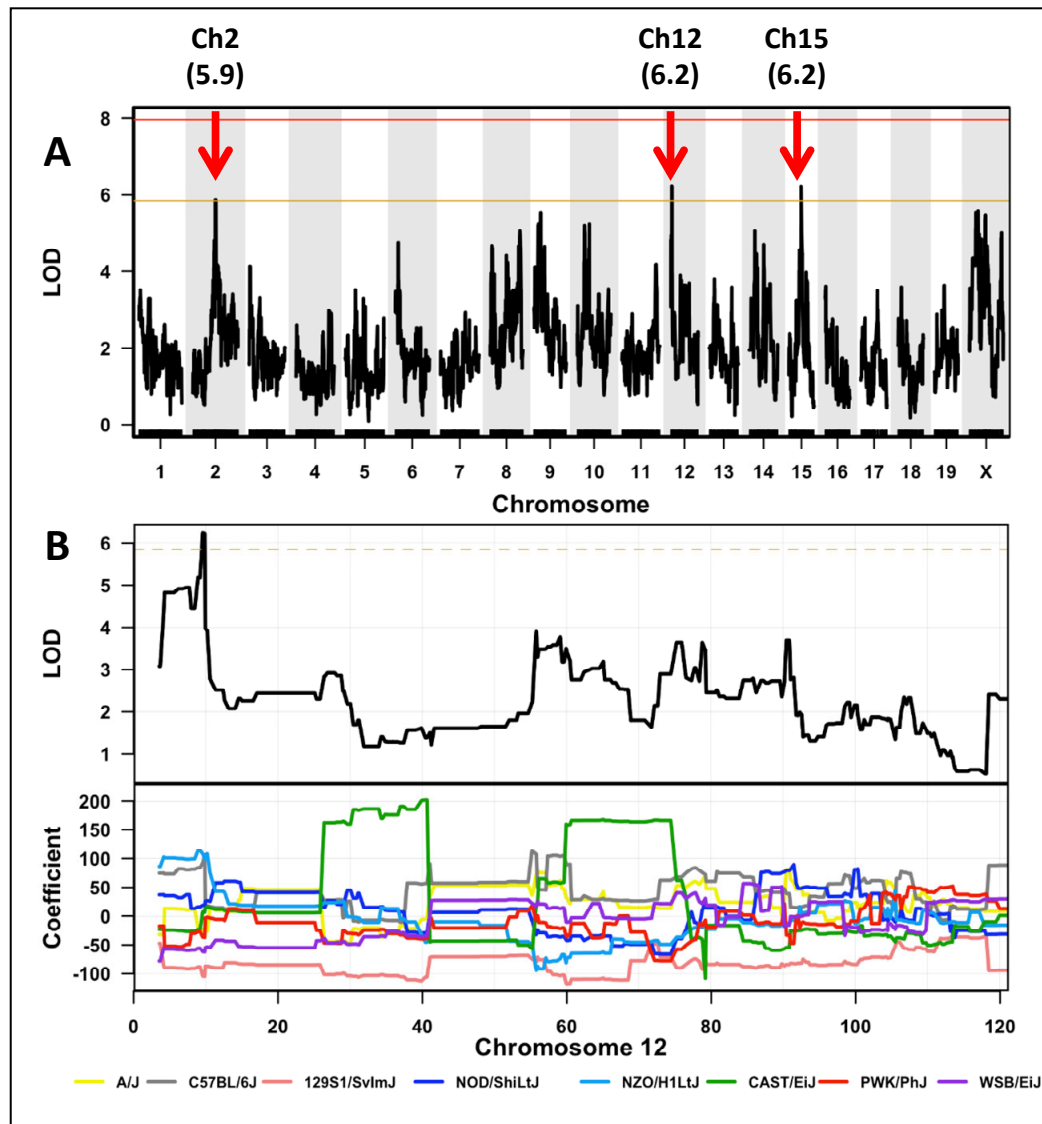 Ch2 Ch12 Ch15
(5.9) (6.2) (6.2)
A
8
6
4
2
0
LOD
1 2 3 4 5 6 7 8 9 10 11 12 13 14 15 16 17 18 19 X
Chromosome
B
6
5
4
3
2
1
LOD
200
150
100
50
0
-50
-100
Coefficient
0 20 40 60 80 100 120
Chromosome 12
A/J C57BL/6J 129S1/SvImJ NOD/ShiLtJ NZO/H1LtJ CAST/EiJ PWK/PhJ WSB/EiJ